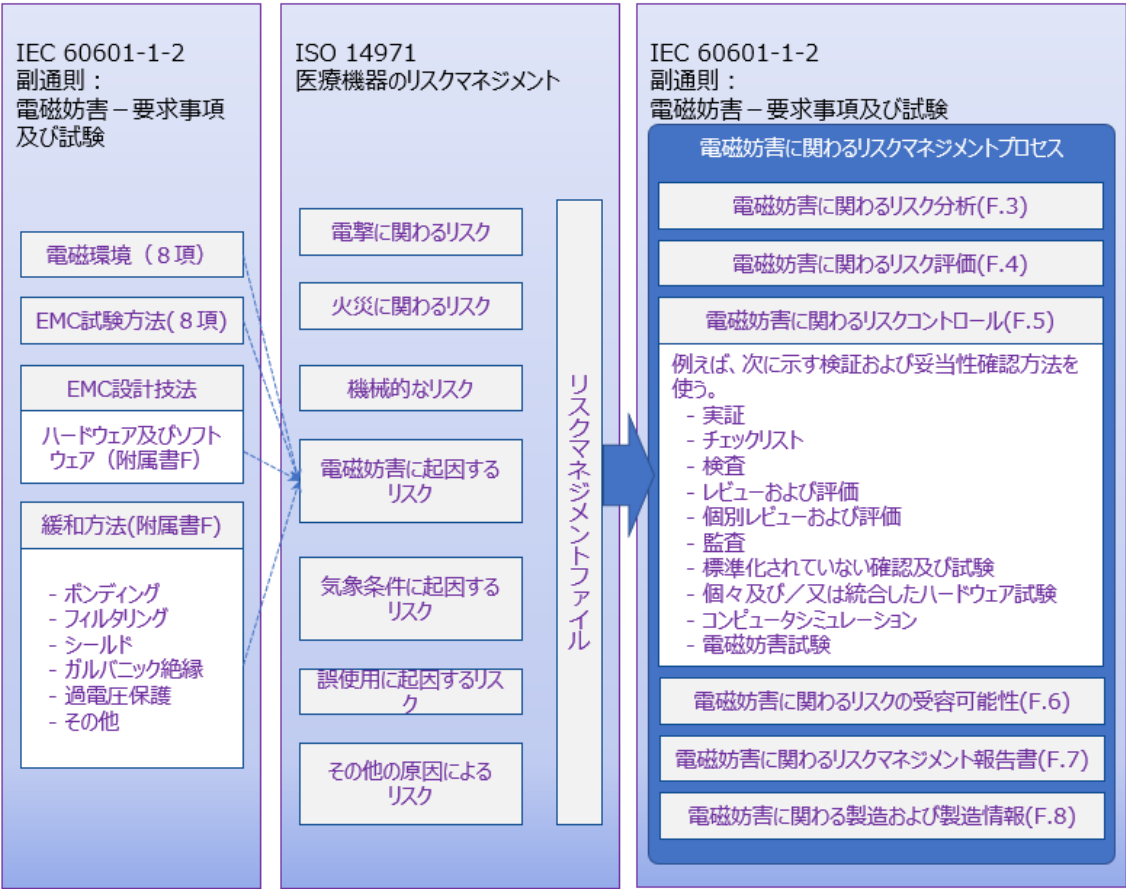 IEC 60601-1-2
副通則：
電磁妨害－要求事項
及び試験
電磁環境（８項）
EMC試験方法(８項)
EMC設計技法
ハードウェア及びソフト
ウェア（附属書F）
緩和方法(附属書F)
- ボンディング
- フィルタリング
- シールド
- ガルバニック絶縁
- 過電圧保護
- その他
ISO 14971
医療機器のリスクマネジメント
電撃に関わるリスク
火災に関わるリスク
機械的なリスク
電磁妨害に起因する
リスク
気象条件に起因する
リスク
誤使用に起因するリス
ク
その他の原因による
リスク
リスクマネジメントファイル
IEC 60601-1-2
副通則：
電磁妨害－要求事項及び試験
電磁妨害に関わるリスクマネジメントプロセス
電磁妨害に関わるリスク分析(F.3)
電磁妨害に関わるリスク評価(F.4)
電磁妨害に関わるリスクコントロール(F.5)
例えば、次に示す検証および妥当性確認方法を
使う。
- 実証
- チェックリスト
- 検査
- レビューおよび評価
- 個別レビューおよび評価
- 監査
- 標準化されていない確認及び試験
- 個々及び／又は統合したハードウェア試験
- コンピュータシミュレーション
- 電磁妨害試験
電磁妨害に関わるリスクの受容可能性(F.6)
電磁妨害に関わるリスクマネジメント報告書(F.7)
電磁妨害に関わる製造および製造情報(F.8)